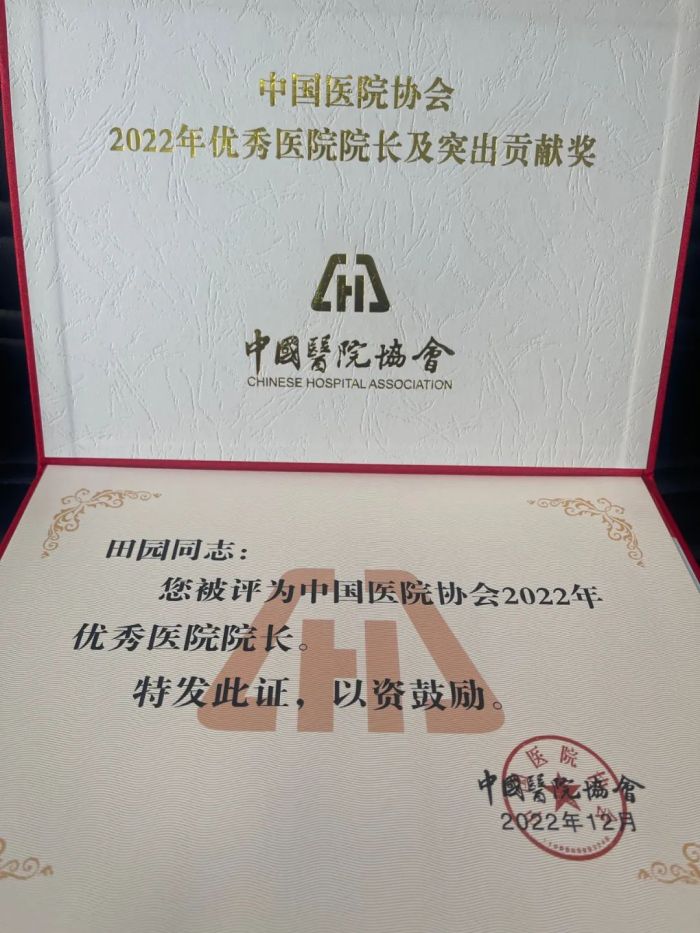 中国医院协会
2022年优秀医院院长及突出贡献奖
中國醫院協會
CHINESE HOSPITAL ASSOCIATION
田园同志：
您被评为中国医院协会2022年
优秀医院院长。
特发此证，以资鼓励。
中國醫院協會
2022年12月